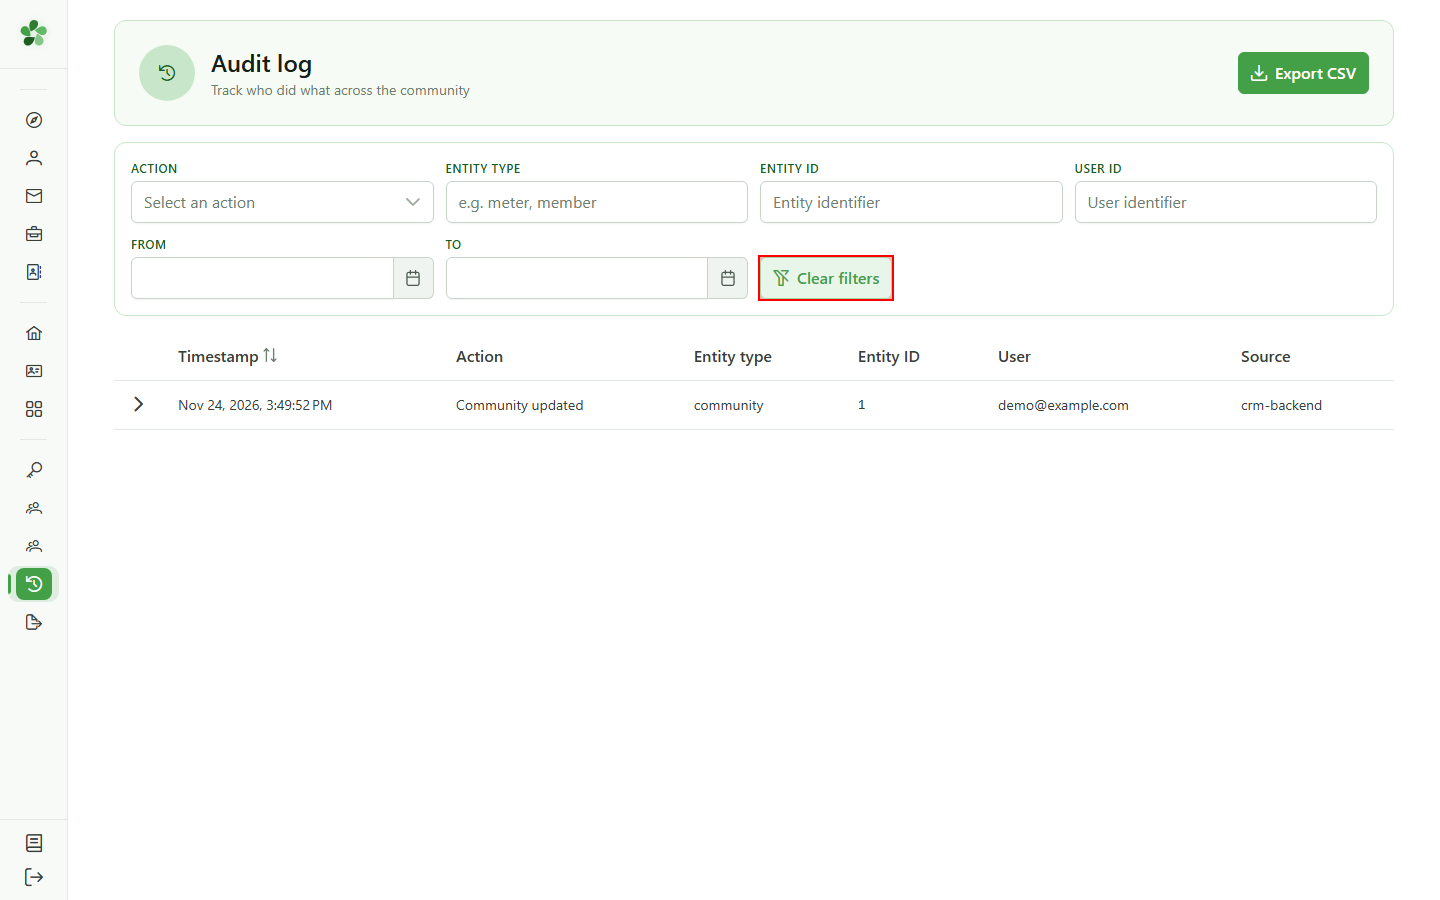 Audit log
Track who did what across the community
Export CSV
ACTION
ENTITY TYPE
ENTITY ID
USER ID
Select an action
e.g. meter, member
Entity identifier
User identifier
FROM
TO
Clear filters
Timestamp Action Entity type Entity ID User Source
Nov 24, 2026, 3:49:52 PM Community updated community 1 demo@example.com crm-backend